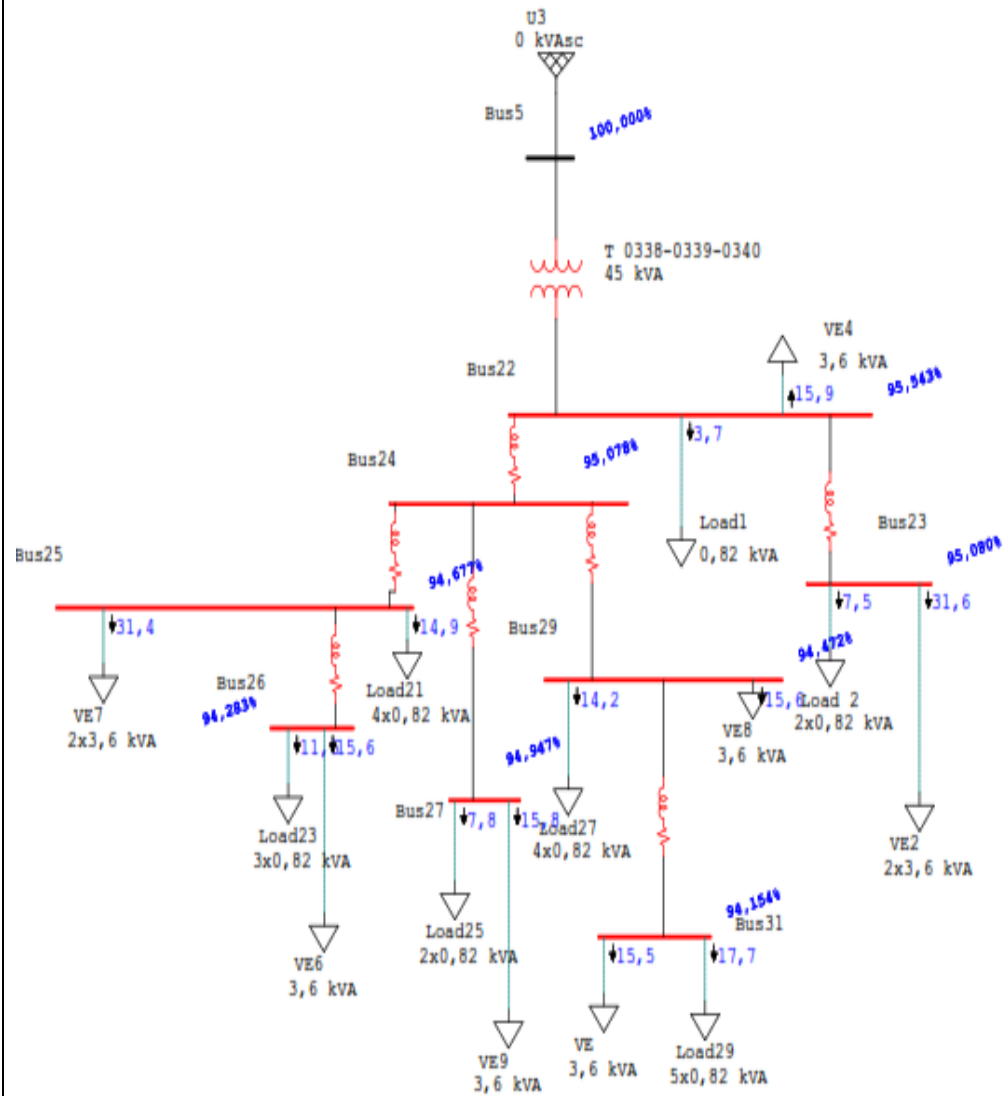 U3
0 kVAsc
Bus5
100,000%
T 0338-0339-0340
45 kVA
VE4
3,6 kVA
Bus22
15,9
95,543%
3,7
Bus24
95,078%
Load1
0,82 kVA
Bus23
95,080%
Bus25
94,677%
7,5
31,6
31,4
14,9
Bus29
94,472%
Load21
4x0,82 kVA
Bus26
94,283%
VE7
2x3,6 kVA
14,2
15,6
Load 2
2x0,82 kVA
VE8
3,6 kVA
15,6
94,947%
Bus27
7,8
15,8
Load27
4x0,82 kVA
Load23
3x0,82 kVA
VE2
2x3,6 kVA
94,154%
Bus31
Load25
2x0,82 kVA
15,5
17,7
VE6
3,6 kVA
VE9
3,6 kVA
VE
3,6 kVA
Load29
5x0,82 kVA